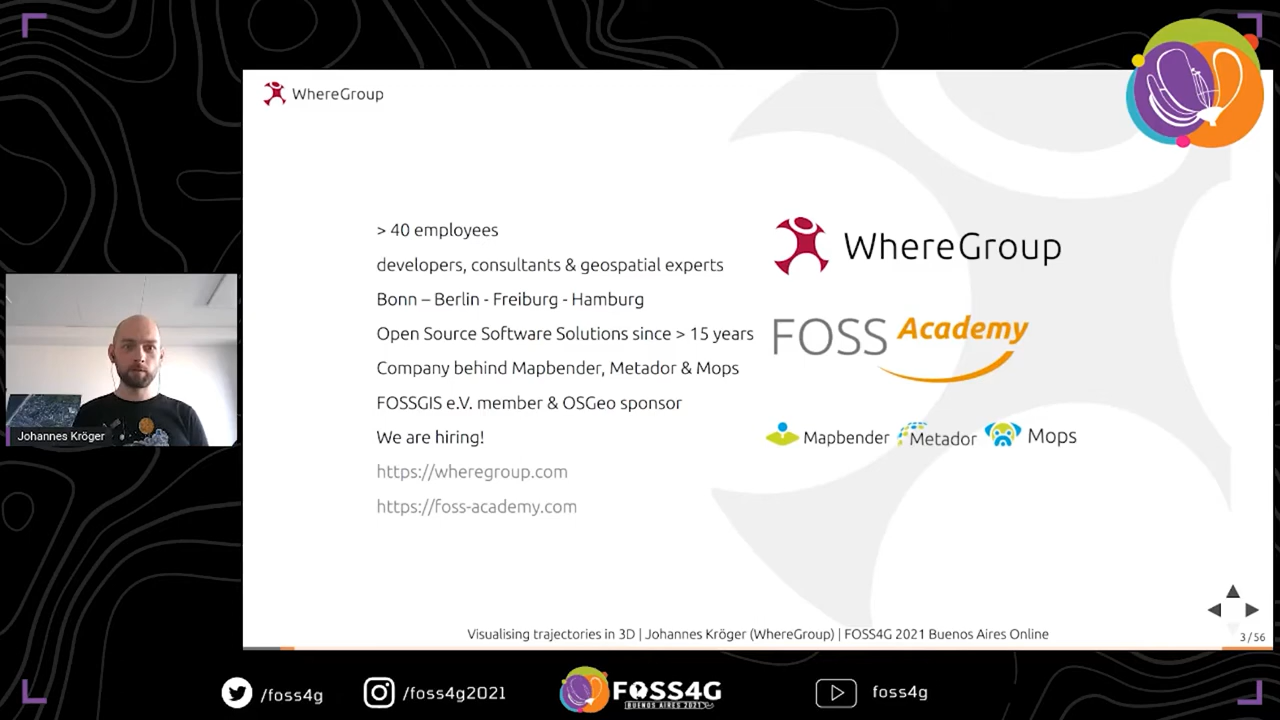 WhereGroup
> 40 employees
developers, consultants & geospatial experts
Bonn – Berlin - Freiburg - Hamburg
Open Source Software Solutions since > 15 years
Company behind Mapbender, Metador & Mops
FOSSGIS e.V. member & OSGeo sponsor
We are hiring!
https://wheregroup.com
https://foss-academy.com
WhereGroup
FOSS Academy
Mapbender Metador Mops
Johannes Kröger
Visualising trajectories in 3D | Johannes Kröger (WhereGroup) | FOSS4G 2021 Buenos Aires Online
3 / 56
/foss4g
/foss4g2021
FOSS4G
BUENOS AIRES 2021
foss4g